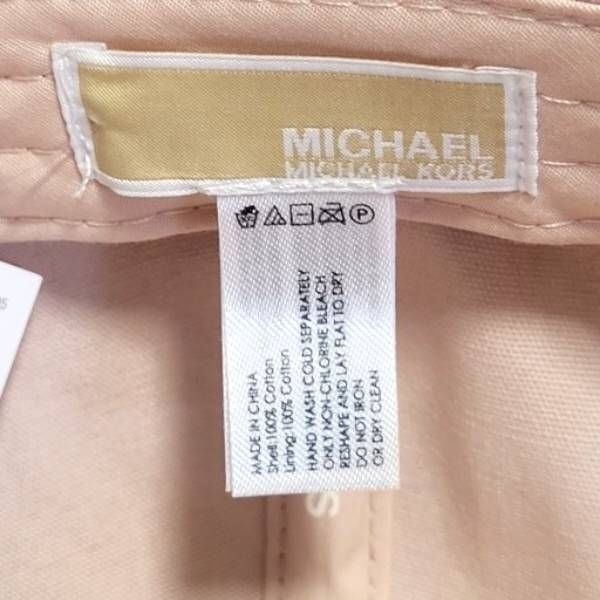 MICHAEL
MICHAEL KORS
P
MADE IN CHINA
Shell:100% Cotton
Lining:100% Cotton
HAND WASH COLD SEPARATELY
ONLY NON-CHLORINE BLEACH
RESHAPE AND LAY FLAT TO DRY
DO NOT IRON
OR DRY CLEAN
S